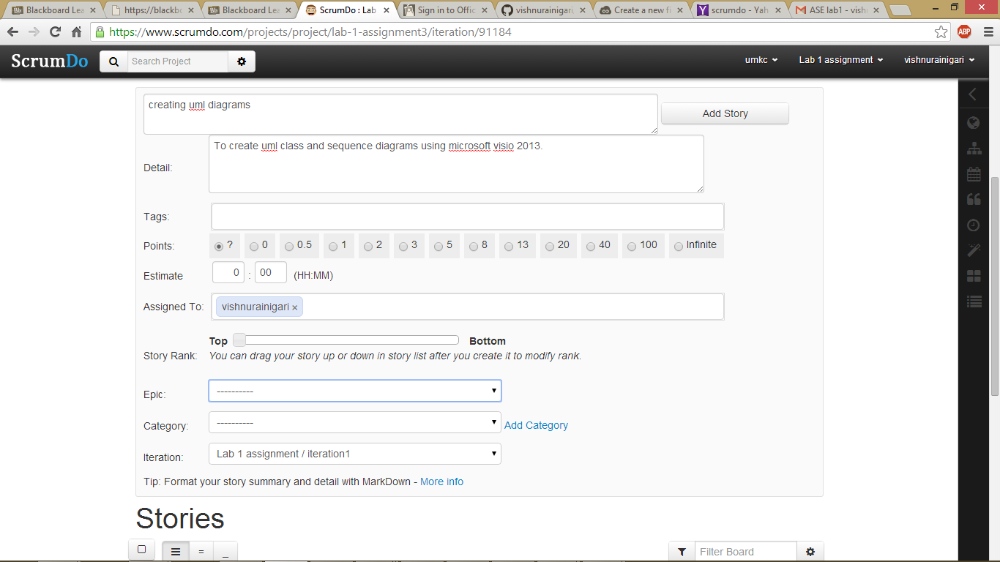 Blackboard Lea
https://blackbo
Blackboard Lea
ScrumDo : Lab
Sign in to Offic
vishnurainigari
Create a new fi
scrumdo - Yah
ASE lab1 - vishn
https://www.scrumdo.com/projects/project/lab-1-assignment3/iteration/91184
ABP
ScrumDo
Search Project
umkc
Lab 1 assignment
vishnurainigari
creating uml diagrams
Add Story
To create uml class and sequence diagrams using microsoft visio 2013.
Detail:
Tags:
Points: ? 0 0.5 1 2 3 5 8 13 20 40 100 Infinite
Estimate 0 : 00 (HH:MM)
Assigned To: vishnurainigari ×
Top Bottom
Story Rank: You can drag your story up or down in story list after you create it to modify rank.
Epic: ----------
Category: ---------- Add Category
Iteration: Lab 1 assignment / iteration1
Tip: Format your story summary and detail with MarkDown - More info
Stories
Filter Board